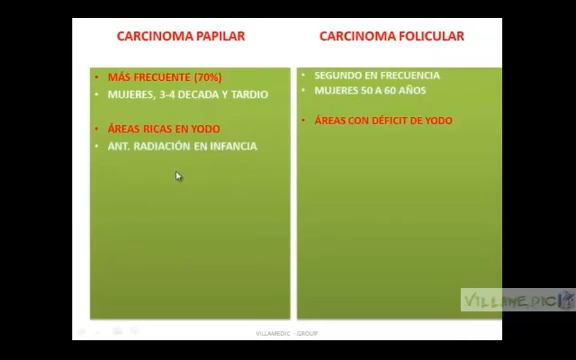 CARCINOMA PAPILAR
MÁS FRECUENTE (70%)
MUJERES, 3-4 DECADA Y TARDIO
ÁREAS RICAS EN YODO
ANT. RADIACIÓN EN INFANCIA
CARCINOMA FOLICULAR
SEGUNDO EN FRECUENCIA
MUJERES 50 A 60 AÑOS
ÁREAS CON DÉFICIT DE YODO
VILLAMEDIC
VILLAMEDIC - GROUP